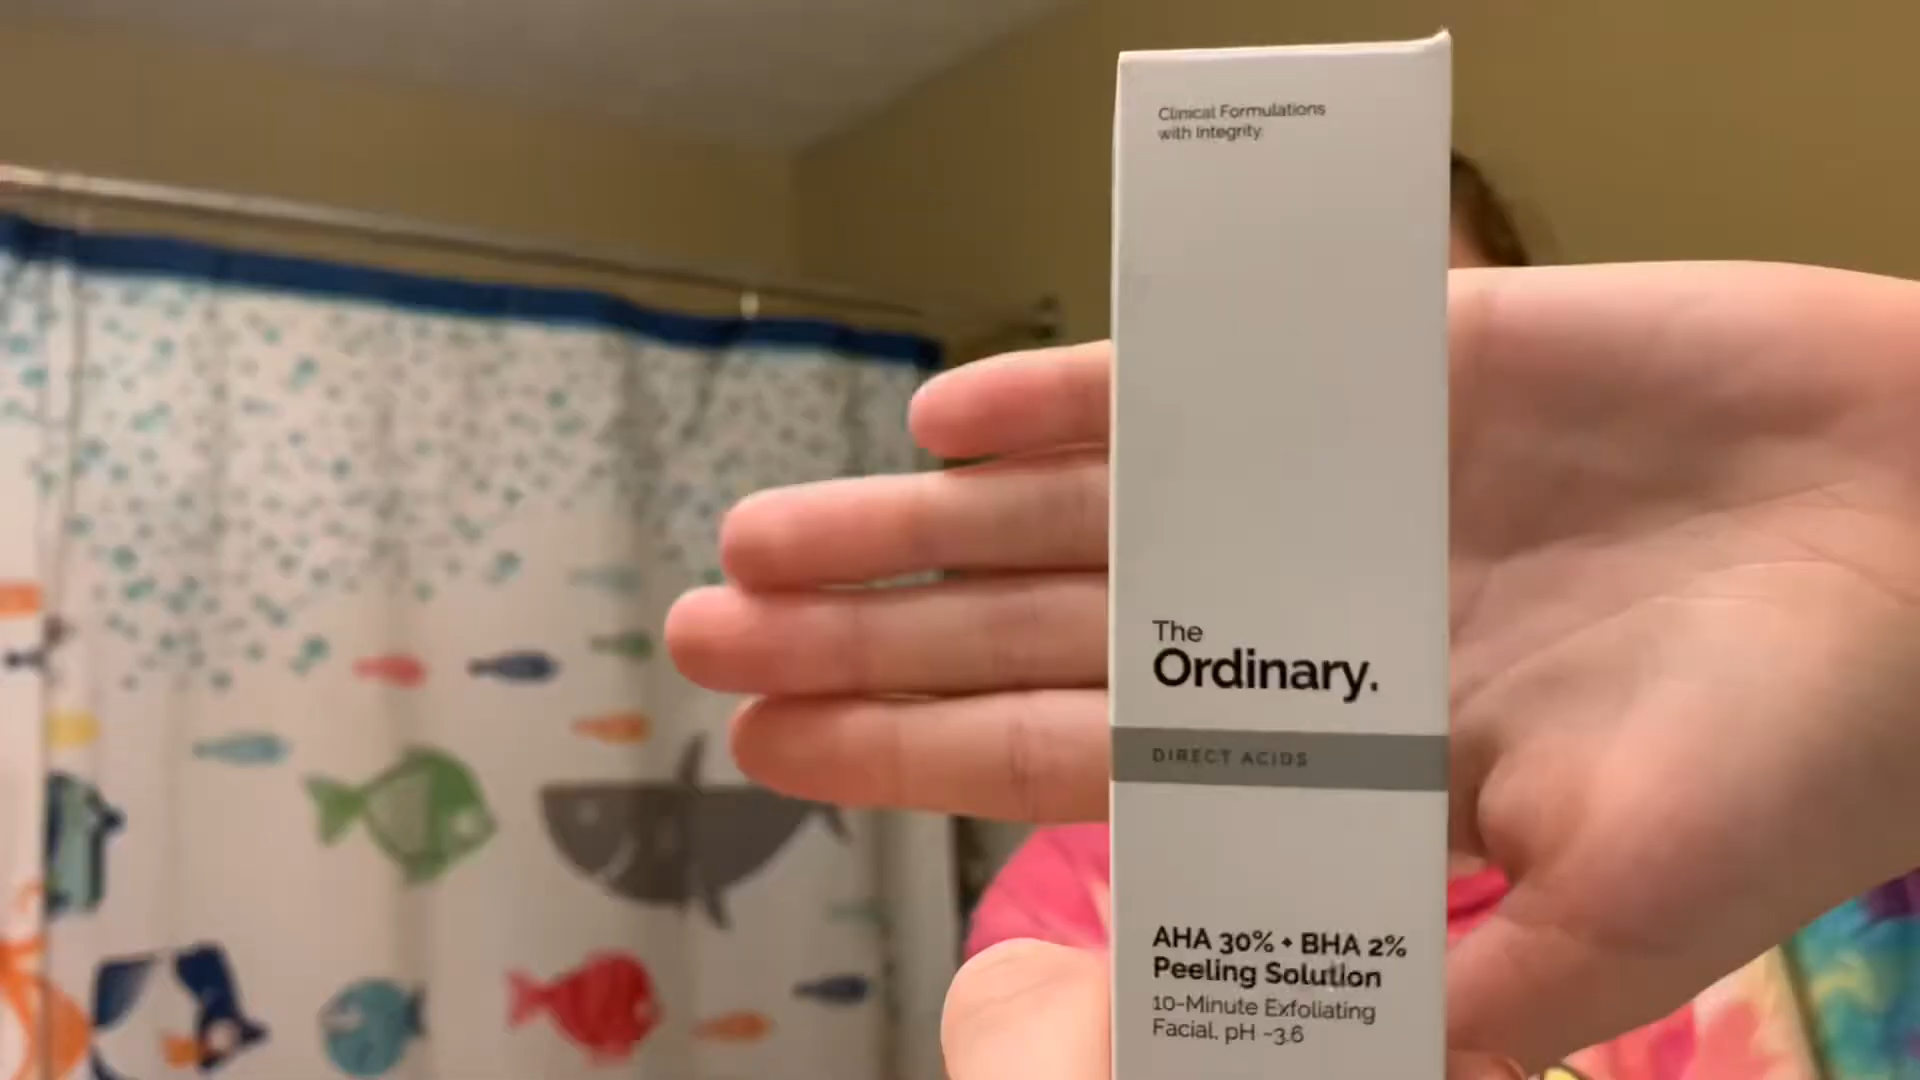 Clinical Formulations
with Integrity.
The
Ordinary.
DIRECT ACIDS
AHA 30% + BHA 2%
Peeling Solution
10-Minute Exfoliating
Facial, pH ~3.6